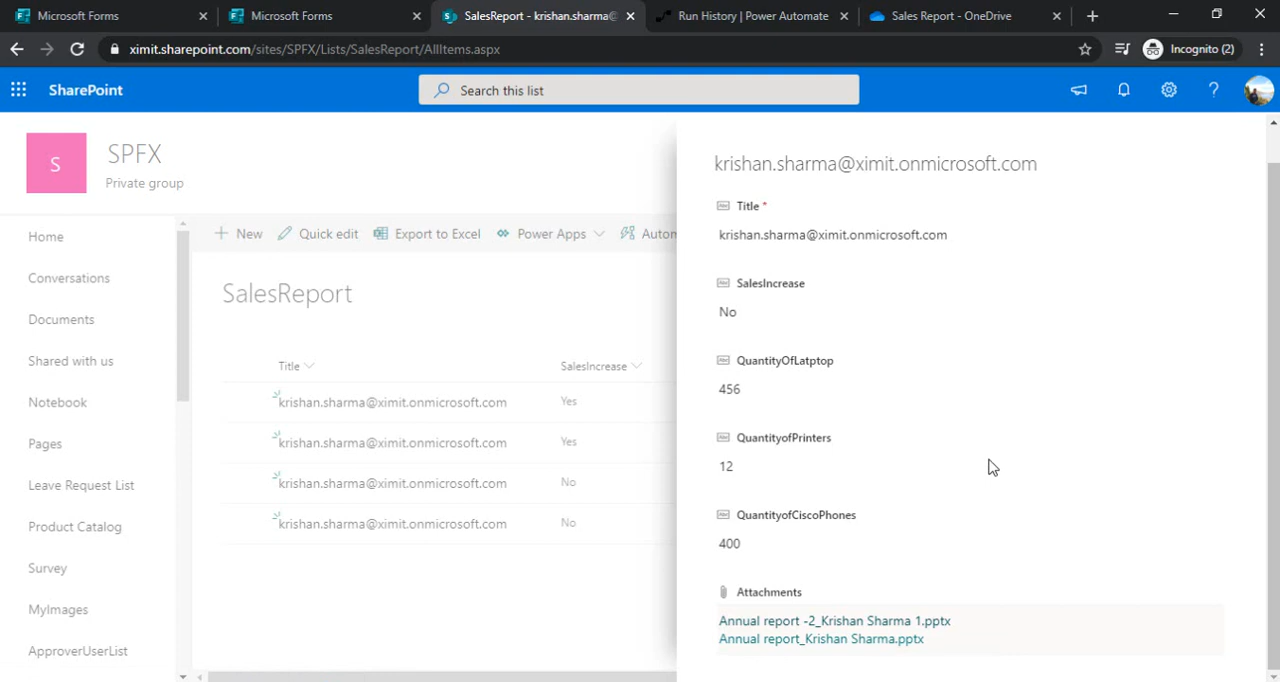 Microsoft Forms
Microsoft Forms
SalesReport - krishan.sharma@
Run History | Power Automate
Sales Report - OneDrive
ximit.sharepoint.com/sites/SPFX/Lists/SalesReport/AllItems.aspx
Incognito (2)
SharePoint
Search this list
S
SPFX
Private group
Home
Conversations
Documents
Shared with us
Notebook
Pages
Leave Request List
Product Catalog
Survey
MyImages
ApproverUserList
New
Quick edit
Export to Excel
Power Apps
Autom
SalesReport
Title
SalesIncrease
krishan.sharma@ximit.onmicrosoft.com
Yes
krishan.sharma@ximit.onmicrosoft.com
Yes
krishan.sharma@ximit.onmicrosoft.com
No
krishan.sharma@ximit.onmicrosoft.com
No
krishan.sharma@ximit.onmicrosoft.com
Abc Title *
krishan.sharma@ximit.onmicrosoft.com
Abc SalesIncrease
No
Abc QuantityOfLatptop
456
Abc QuantityofPrinters
12
Abc QuantityofCiscoPhones
400
Attachments
Annual report -2_Krishan Sharma 1.pptx
Annual report_Krishan Sharma.pptx